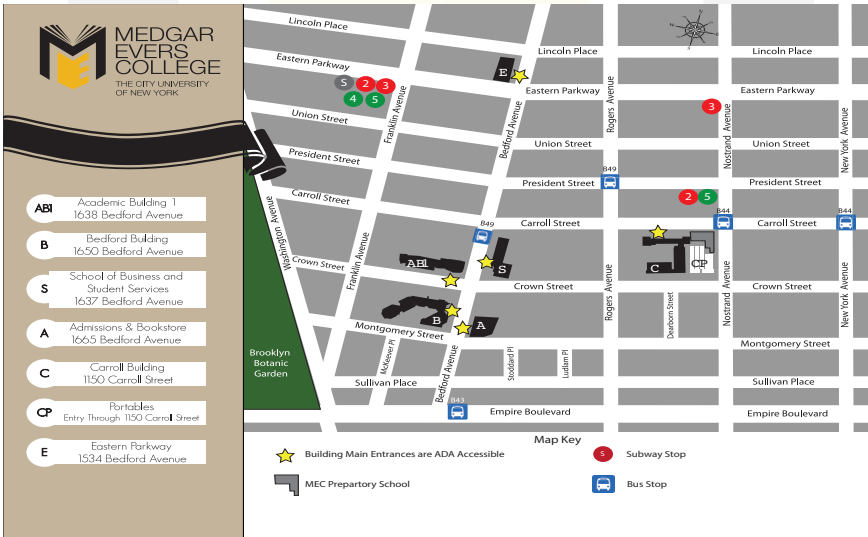 MEDGAR
EVERS
COLLEGE
THE CITY UNIVERSITY
OF NEW YORK
AB1
Academic Building 1
1638 Bedford Avenue
B
Bedford Building
1650 Bedford Avenue
S
School of Business and
Student Services
1637 Bedford Avenue
A
Admissions & Bookstore
1665 Bedford Avenue
C
Carroll Building
1150 Carroll Street
CP
Portables
Entry Through 1150 Carroll Street
E
Eastern Parkway
1534 Bedford Avenue
Lincoln Place
Lincoln Place
Lincoln Place
Eastern Parkway
E
Eastern Parkway
Eastern Parkway
S
2
3
4
5
3
Union Street
Franklin Avenue
Bedford Avenue
Rogers Avenue
Nostrand Avenue
New York Avenue
Union Street
Union Street
President Street
B49
President Street
President Street
Carroll Street
2
5
B44
B44
B49
Carroll Street
Carroll Street
Washington Avenue
Franklin Avenue
Crown Street
AB1
S
C
CP
Crown Street
Crown Street
Rogers Avenue
Dearborn Street
Nostrand Avenue
New York Avenue
B
A
Montgomery Street
Montgomery Street
McKeever Pl
Bedford Avenue
Stoddard Pl
Ludlam Pl
Brooklyn
Botanic
Garden
Sullivan Place
Sullivan Place
B43
Empire Boulevard
Empire Boulevard
Map Key
Building Main Entrances are ADA Accessible
S
Subway Stop
MEC Prepartory School
Bus Stop